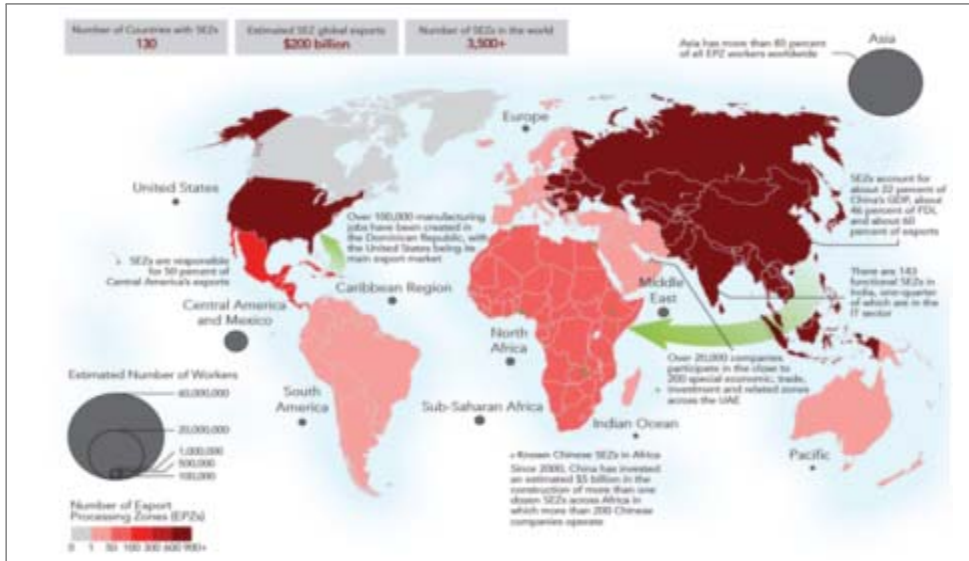 Number of Countries with SEZs
130
Estimated SEZ global exports
$200 billion
Number of SEZs in the world
3,500+
Asia
Asia has more than 85 percent
of all EPZ workers worldwide
Europe
United States
SEZs account for
about 22 percent of
China's GDP, about
46 percent of FDI,
and about 60
percent of exports
Over 100,000 manufacturing
jobs have been created in
the Dominican Republic, with
the United States being its
main export market
SEZs are responsible
for 50 percent of
Central America's exports
Caribbean Region
Middle
East
There are 143
functional SEZs in
India, one-quarter
of which are in the
IT sector
Central America
and Mexico
North
Africa
Over 20,000 companies
participate in the close to
200 special economic, trade,
investment and related zones
across the UAE
Estimated Number of Workers
60,000,000
20,000,000
1,000,000
500,000
100,000
South
America
Sub-Saharan Africa
Indian Ocean
Pacific
Known Chinese SEZs in Africa
Since 2000, China has invested
an estimated $5 billion in the
construction of more than one
dozen SEZs across Africa in
which more than 200 Chinese
companies operate
Number of Export
Processing Zones (EPZs)
0 1 50 100 300 600 900+